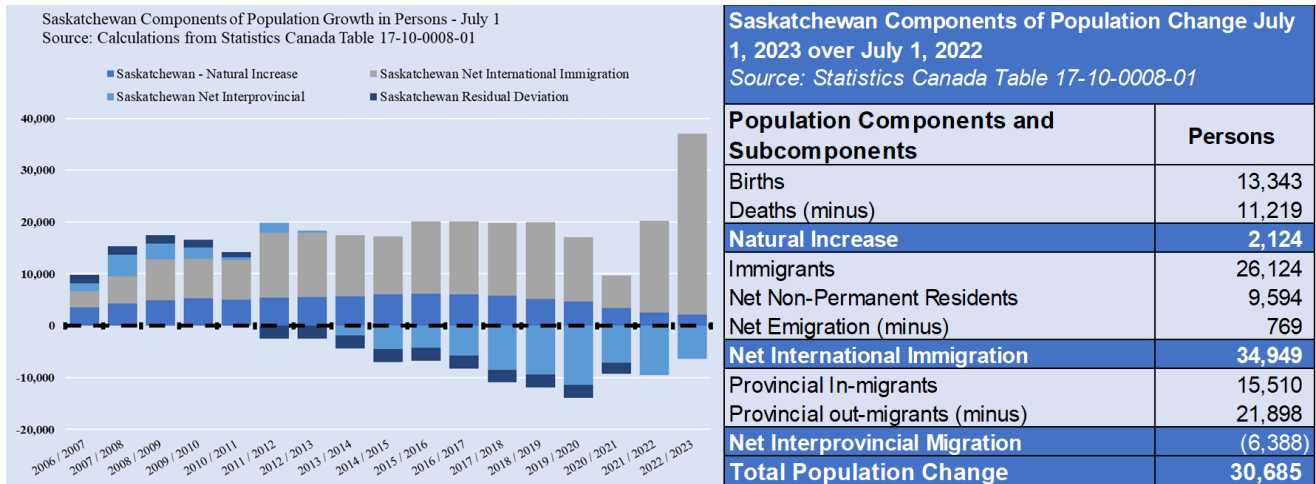 Saskatchewan Components of Population Growth in Persons - July 1
Source: Calculations from Statistics Canada Table 17-10-0008-01
Saskatchewan - Natural Increase
Saskatchewan Net International Immigration
Saskatchewan Net Interprovincial
Saskatchewan Residual Deviation
40,000
30,000
20,000
10,000
0
-10,000
-20,000
2006 / 2007
2007 / 2008
2008 / 2009
2009 / 2010
2010 / 2011
2011 / 2012
2012 / 2013
2013 / 2014
2014 / 2015
2015 / 2016
2016 / 2017
2017 / 2018
2018 / 2019
2019 / 2020
2020 / 2021
2021 / 2022
2022 / 2023
Saskatchewan Components of Population Change July
1, 2023 over July 1, 2022
Source: Statistics Canada Table 17-10-0008-01
Population Components and
Subcomponents
Persons
Births 13,343
Deaths (minus) 11,219
Natural Increase 2,124
Immigrants 26,124
Net Non-Permanent Residents 9,594
Net Emigration (minus) 769
Net International Immigration 34,949
Provincial In-migrants 15,510
Provincial out-migrants (minus) 21,898
Net Interprovincial Migration (6,388)
Total Population Change 30,685